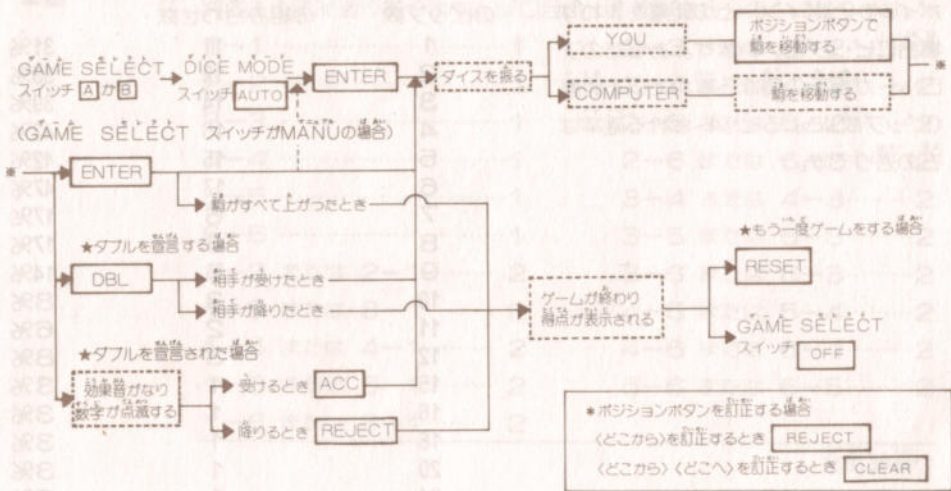 ●操作手順
GAME SELECT
スイッチ A か B
DICE MODE
スイッチ AUTO
ENTER
ダイスを振る
YOU
ポジションボタンで
駒を移動する
COMPUTER
駒を移動する
※
(GAME SELECT スイッチがMANUの場合)
※
ENTER
駒がすべて上がったとき
★ダブルを宣言する場合
DBL
相手が受けたとき
相手が降りたとき
★ダブルを宣言された場合
効果音がなり
数字が点滅する
受けるとき ACC
降りるとき REJECT
ゲームが終わり
得点が表示される
★もう一度ゲームをする場合
RESET
GAME SELECT
スイッチ OFF
*ポジションボタンを訂正する場合
〈どこから〉を訂正するとき REJECT
〈どこから〉〈どこへ〉を訂正するとき CLEAR